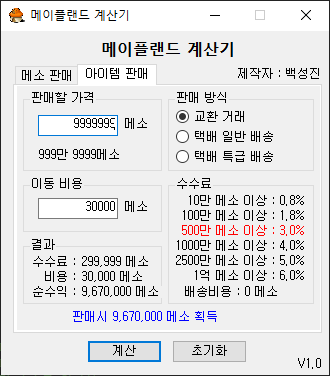 메이플랜드 계산기
메이플랜드 계산기
메소 판매
아이템 판매
제작자 : 백성진
판매할 가격
9999999 메소
999만 9999메소
이동 비용
30000 메소
결과
수수료 : 299,999 메소
비용 : 30,000 메소
순수익 : 9,670,000 메소
판매 방식
교환 거래
택배 일반 배송
택배 특급 배송
수수료
10만 메소 이상 : 0.8%
100만 메소 이상 : 1.8%
500만 메소 이상 : 3.0%
1000만 메소 이상 : 4.0%
2500만 메소 이상 : 5.0%
1억 메소 이상 : 6.0%
배송비용 : 0 메소
판매시 9,670,000 메소 획득
계산
초기화
V1.0